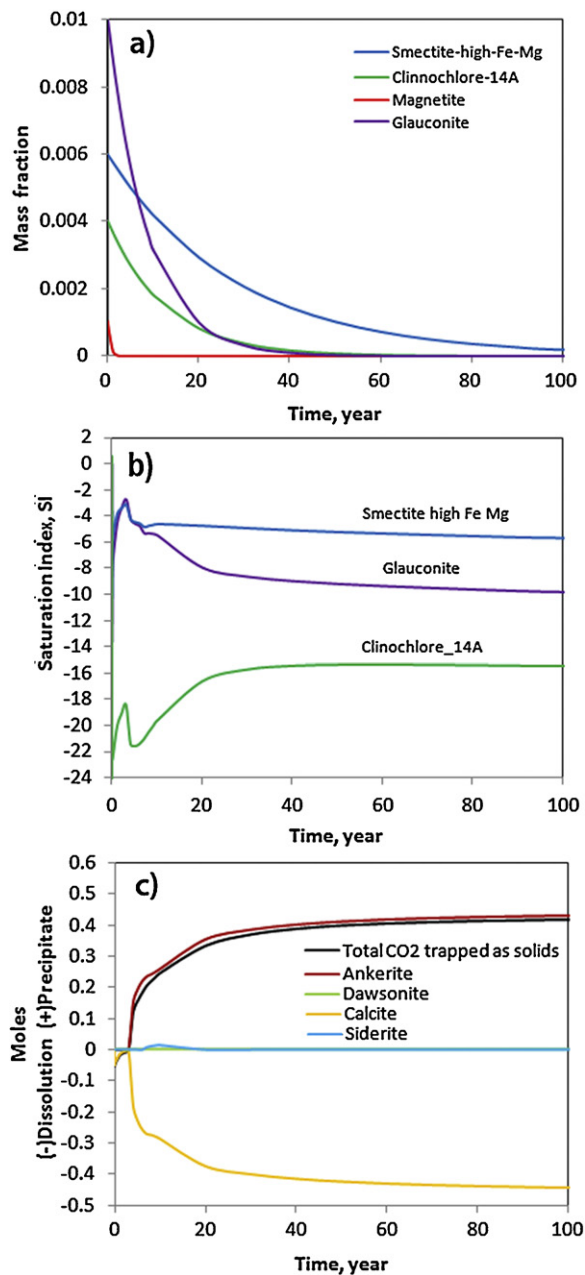 a)
0.01
0.008
0.006
0.004
0.002
0
Mass fraction
Smectite-high-Fe-Mg
Clinnochlore-14A
Magnetite
Glauconite
0 20 40 60 80 100
Time, year
b)
2
0
-2
-4
-6
-8
-10
-12
-14
-16
-18
-20
-22
-24
Saturation index, SI
Smectite high Fe Mg
Glauconite
Clinochlore_14A
0 20 40 60 80 100
Time, year
c)
0.6
0.5
0.4
0.3
0.2
0.1
0
-0.1
-0.2
-0.3
-0.4
-0.5
Moles
(-)Dissolution (+)Precipitate
Total CO2 trapped as solids
Ankerite
Dawsonite
Calcite
Siderite
0 20 40 60 80 100
Time, year